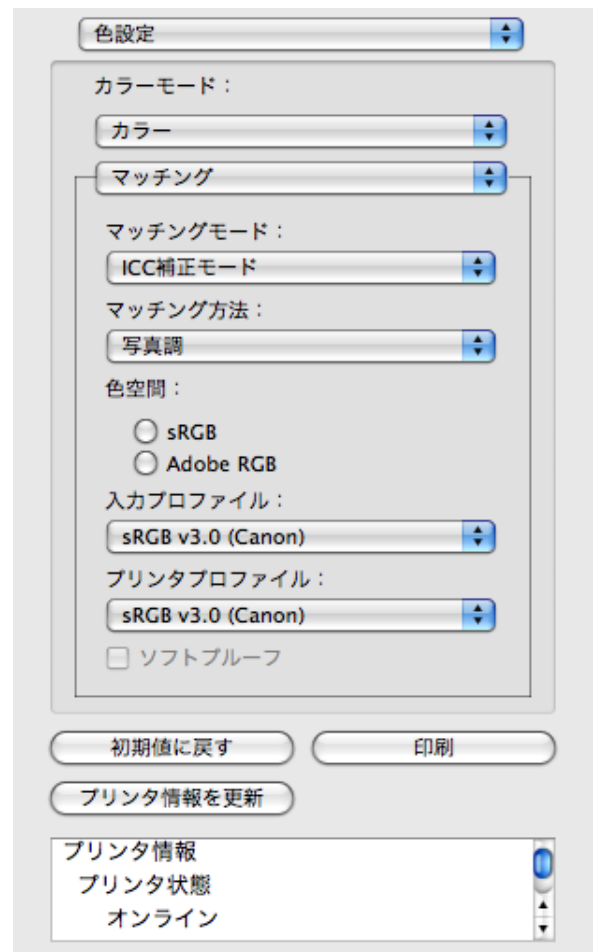 色設定
カラーモード：
カラー
マッチング
マッチングモード：
ICC補正モード
マッチング方法：
写真調
色空間：
sRGB
Adobe RGB
入力プロファイル：
sRGB v3.0 (Canon)
プリンタプロファイル：
sRGB v3.0 (Canon)
ソフトプルーフ
初期値に戻す 印刷
プリンタ情報を更新
プリンタ情報
プリンタ状態
オンライン